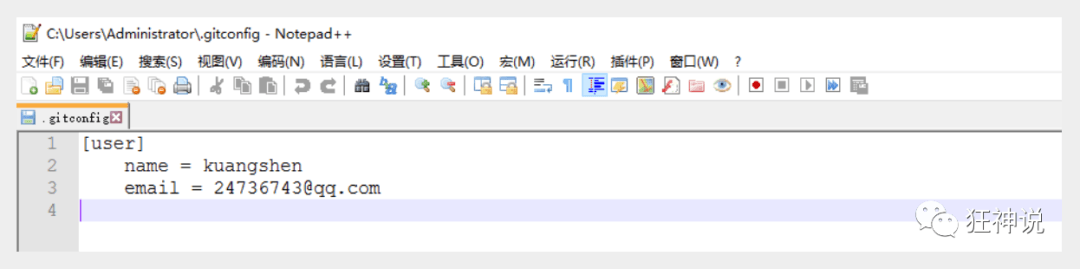 C:\Users\Administrator\.gitconfig - Notepad++
文件(F) 编辑(E) 搜索(S) 视图(V) 编码(N) 语言(L) 设置(T) 工具(O) 宏(M) 运行(R) 插件(P) 窗口(W) ?
.gitconfig
1 [user]
2 name = kuangshen
3 email = 24736743@qq.com
4
狂神说